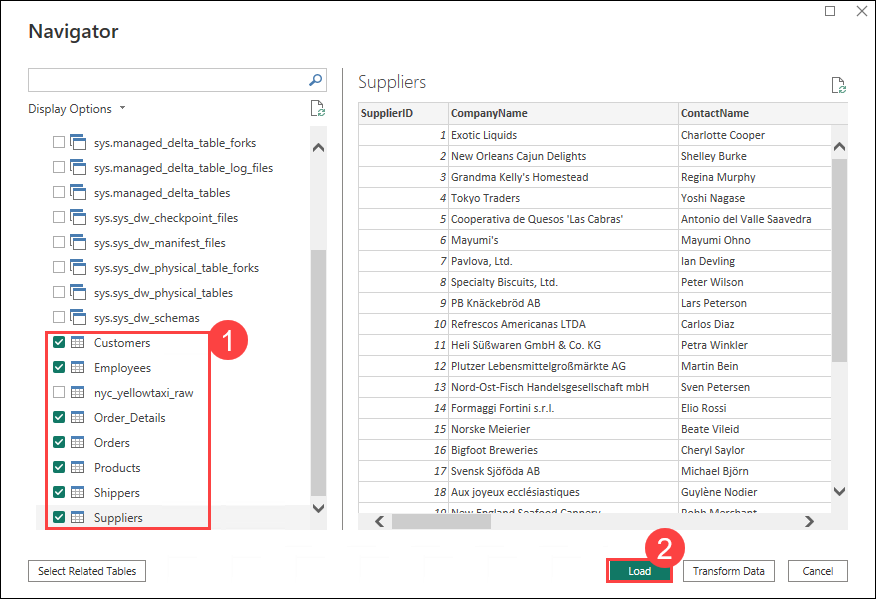 Navigator
Display Options
sys.managed_delta_table_forks
sys.managed_delta_table_log_files
sys.managed_delta_tables
sys.sys_dw_checkpoint_files
sys.sys_dw_manifest_files
sys.sys_dw_physical_table_forks
sys.sys_dw_physical_tables
sys.sys_dw_schemas
Customers
1
Employees
nyc_yellowtaxi_raw
Order_Details
Orders
Products
Shippers
Suppliers
Suppliers
SupplierID CompanyName ContactName
1 Exotic Liquids Charlotte Cooper
2 New Orleans Cajun Delights Shelley Burke
3 Grandma Kelly's Homestead Regina Murphy
4 Tokyo Traders Yoshi Nagase
5 Cooperativa de Quesos 'Las Cabras' Antonio del Valle Saavedra
6 Mayumi's Mayumi Ohno
7 Pavlova, Ltd. Ian Devling
8 Specialty Biscuits, Ltd. Peter Wilson
9 PB Knäckebröd AB Lars Peterson
10 Refrescos Americanas LTDA Carlos Diaz
11 Heli Süßwaren GmbH & Co. KG Petra Winkler
12 Plutzer Lebensmittelgroßmärkte AG Martin Bein
13 Nord-Ost-Fisch Handelsgesellschaft mbH Sven Petersen
14 Formaggi Fortini s.r.l. Elio Rossi
15 Norske Meierier Beate Vileid
16 Bigfoot Breweries Cheryl Saylor
17 Svensk Sjöföda AB Michael Björn
18 Aux joyeux ecclésiastiques Guylène Nodier
19 New England Seafood Cannery Robb Merchant
2
Select Related Tables
Load
Transform Data
Cancel